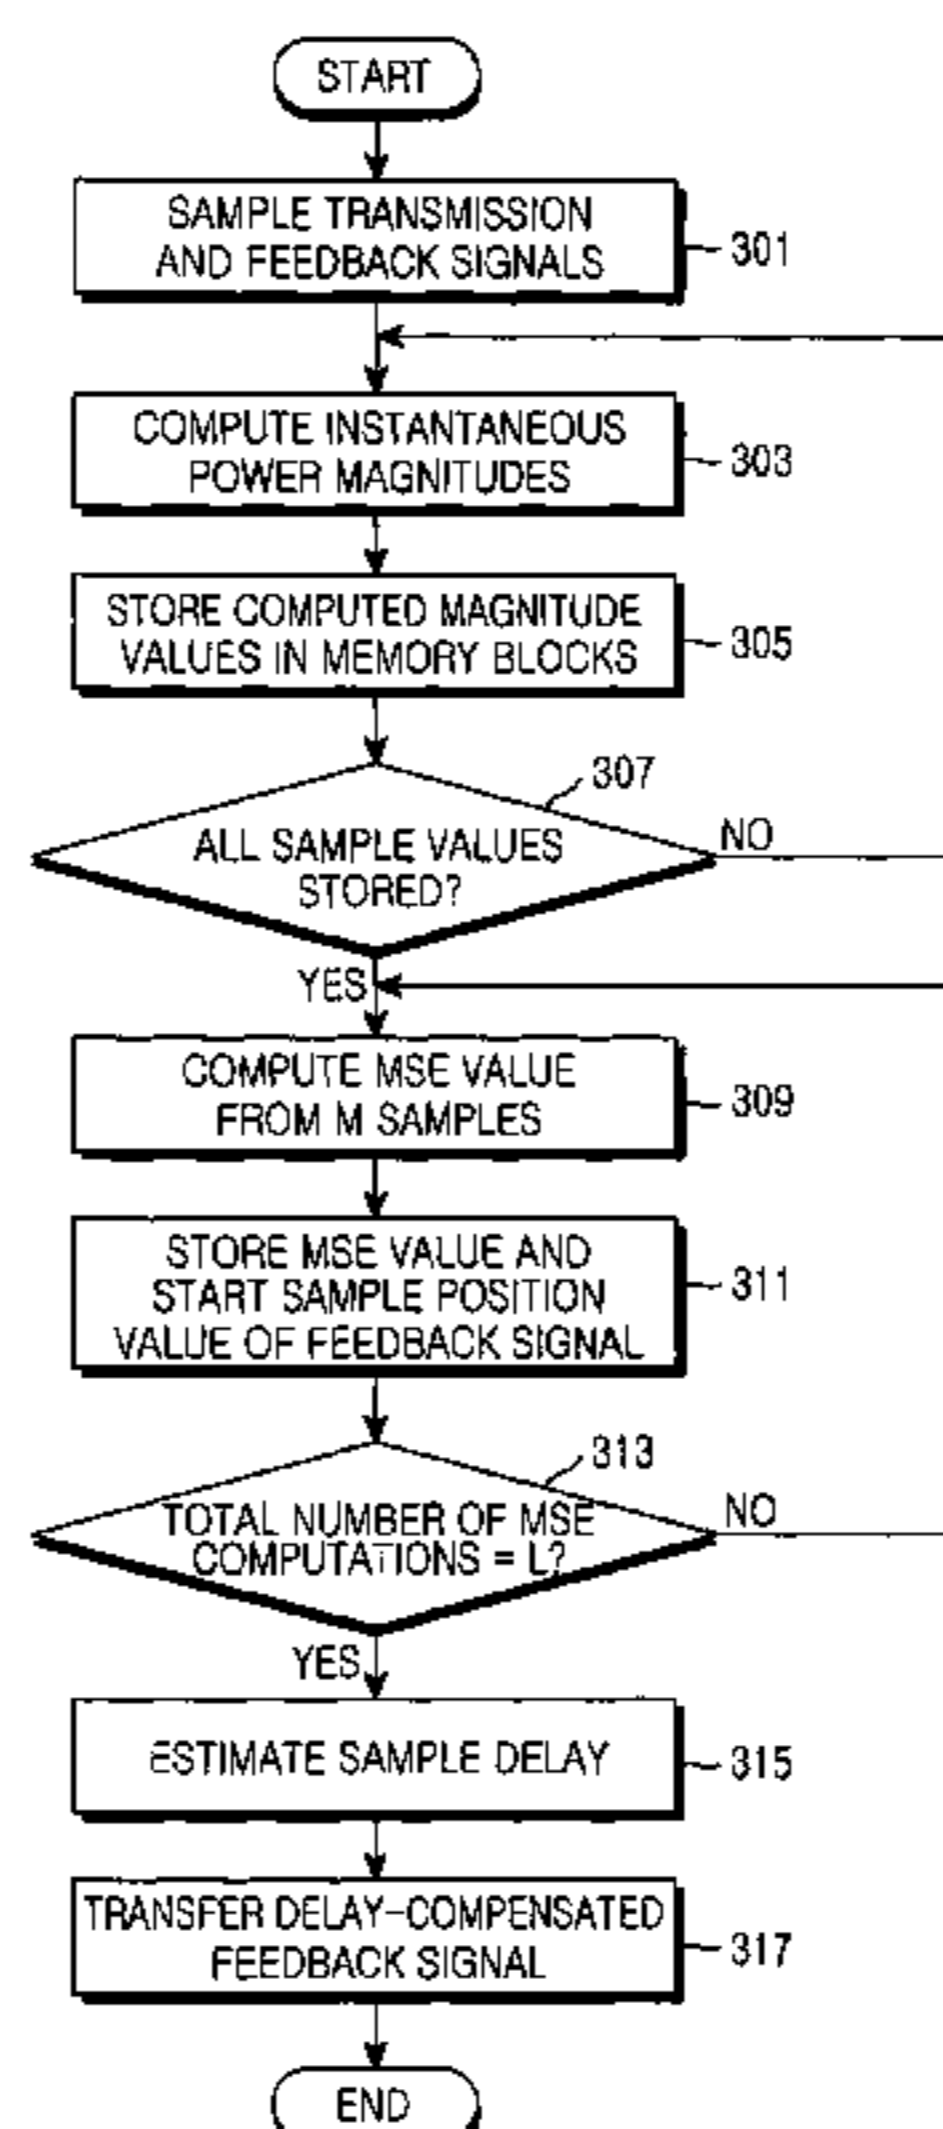 START
SAMPLE TRANSMISSION
AND FEEDBACK SIGNALS
301
COMPUTE INSTANTANEOUS
POWER MAGNITUDES
303
STORE COMPUTED MAGNITUDE
VALUES IN MEMORY BLOCKS
305
307
ALL SAMPLE VALUES
STORED?
NO
YES
COMPUTE MSE VALUE
FROM M SAMPLES
309
STORE MSE VALUE AND
START SAMPLE POSITION
VALUE OF FEEDBACK SIGNAL
311
313
TOTAL NUMBER OF MSE
COMPUTATIONS = L?
NO
YES
ESTIMATE SAMPLE DELAY
315
TRANSFER DELAY-COMPENSATED
FEEDBACK SIGNAL
317
END